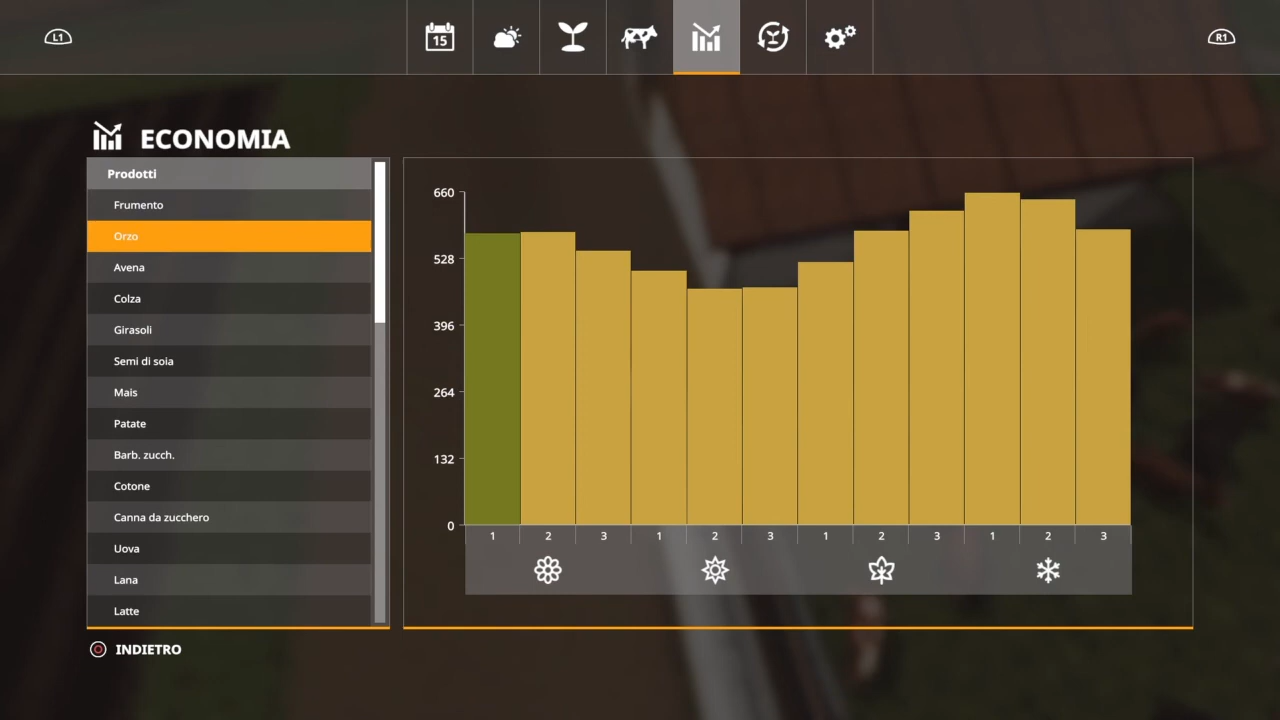 L1
15
R1
ECONOMIA
Prodotti
Frumento
Orzo
Avena
Colza
Girasoli
Semi di soia
Mais
Patate
Barb. zucch.
Cotone
Canna da zucchero
Uova
Lana
Latte
660
528
396
264
132
0
1 2 3 1 2 3 1 2 3 1 2 3
INDIETRO